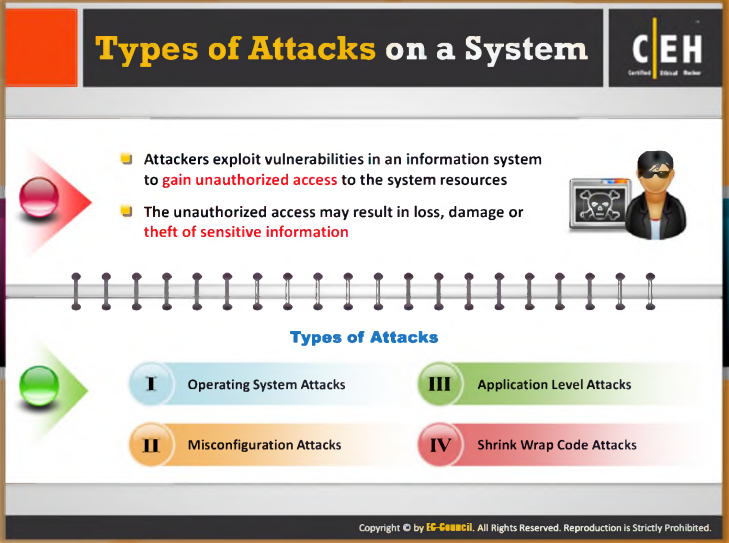 Types of Attacks on a System
C|EH
Certified Ethical Hacker
Attackers exploit vulnerabilities in an information system
to gain unauthorized access to the system resources
The unauthorized access may result in loss, damage or
theft of sensitive information
Types of Attacks
I Operating System Attacks
III Application Level Attacks
II Misconfiguration Attacks
IV Shrink Wrap Code Attacks
Copyright © by EC-Council. All Rights Reserved. Reproduction is Strictly Prohibited.